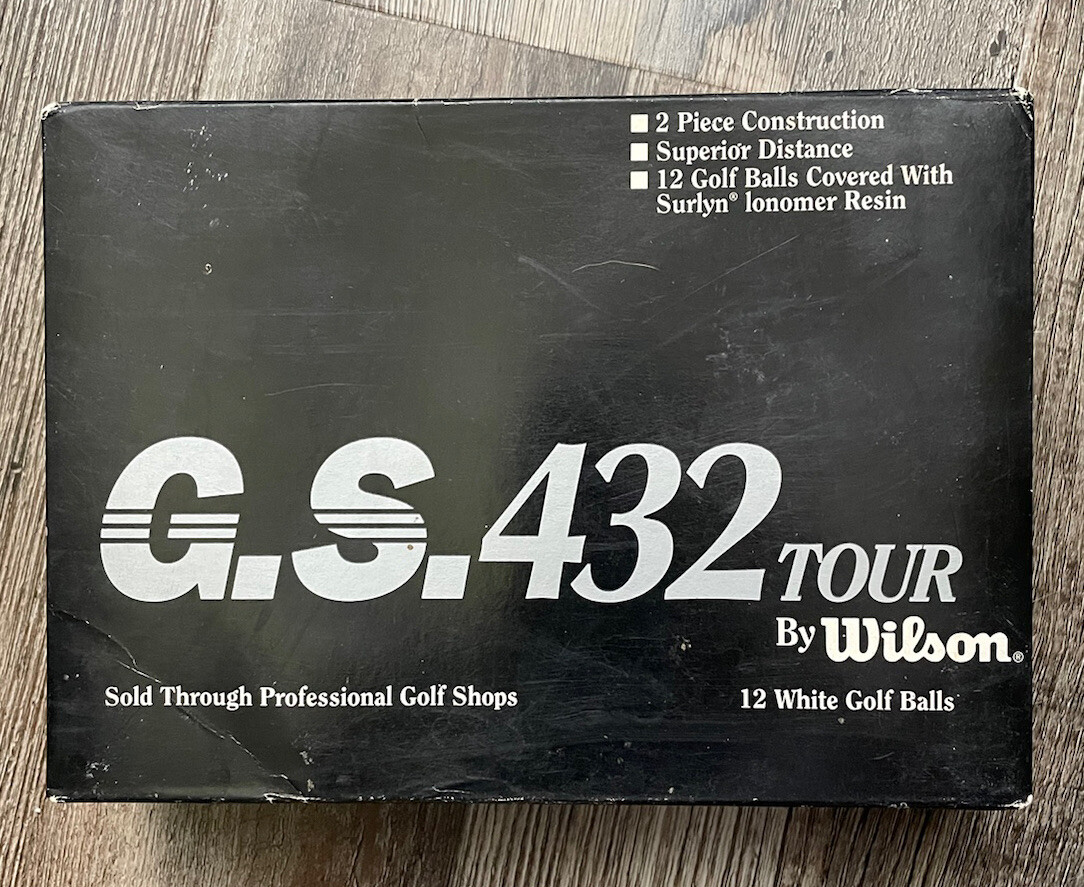 ■ 2 Piece Construction
■ Superior Distance
■ 12 Golf Balls Covered With
Surlyn® Ionomer Resin
G.S.432 TOUR
By Wilson®
Sold Through Professional Golf Shops
12 White Golf Balls